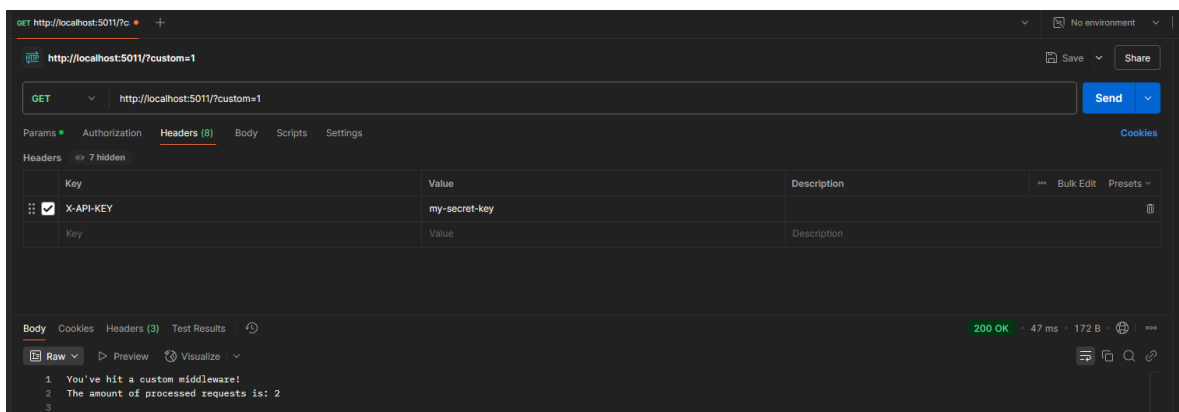 GET http://localhost:5011/?c. No environment
HTTP http://localhost:5011/?custom=1 Save Share
GET http://localhost:5011/?custom=1 Send
Params Authorization Headers (8) Body Scripts Settings Cookies
Headers 7 hidden
Key Value Description Bulk Edit Presets
X-API-KEY my-secret-key
Key Value Description
Body Cookies Headers (3) Test Results 200 OK 47 ms 172 B
Raw Preview Visualize
1 You've hit a custom middleware!
2 The amount of processed requests is: 2
3